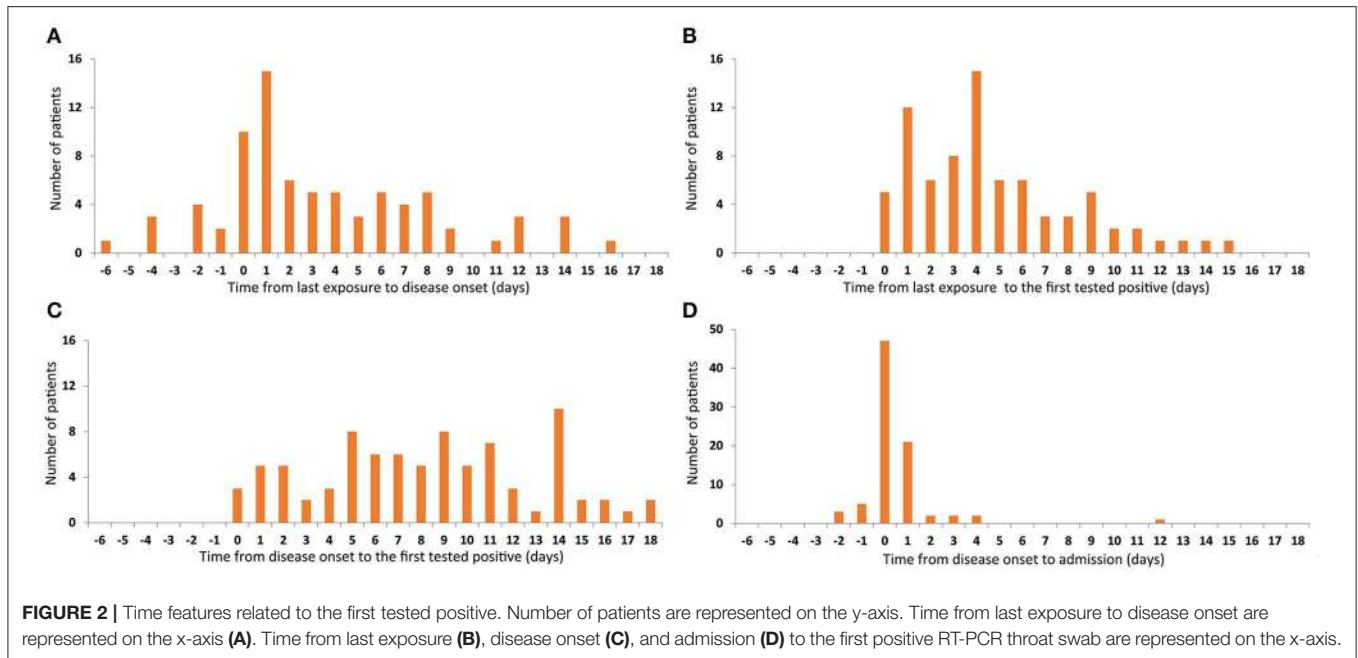 A
16
12
8
4
0
Number of patients
-6 -5 -4 -3 -2 -1 0 1 2 3 4 5 6 7 8 9 10 11 12 13 14 15 16 17 18
Time from last exposure to disease onset (days)
B
16
12
8
4
0
Number of patients
-6 -5 -4 -3 -2 -1 0 1 2 3 4 5 6 7 8 9 10 11 12 13 14 15 16 17 18
Time from last exposure to the first tested positive (days)
C
16
12
8
4
0
Number of patients
-6 -5 -4 -3 -2 -1 0 1 2 3 4 5 6 7 8 9 10 11 12 13 14 15 16 17 18
Time from disease onset to the first tested positive (days)
D
50
40
30
20
10
0
Number of patients
-6 -5 -4 -3 -2 -1 0 1 2 3 4 5 6 7 8 9 10 11 12 13 14 15 16 17 18
Time from disease onset to admission (days)
FIGURE 2 | Time features related to the first tested positive. Number of patients are represented on the y-axis. Time from last exposure to disease onset are
represented on the x-axis (A). Time from last exposure (B), disease onset (C), and admission (D) to the first positive RT-PCR throat swab are represented on the x-axis.